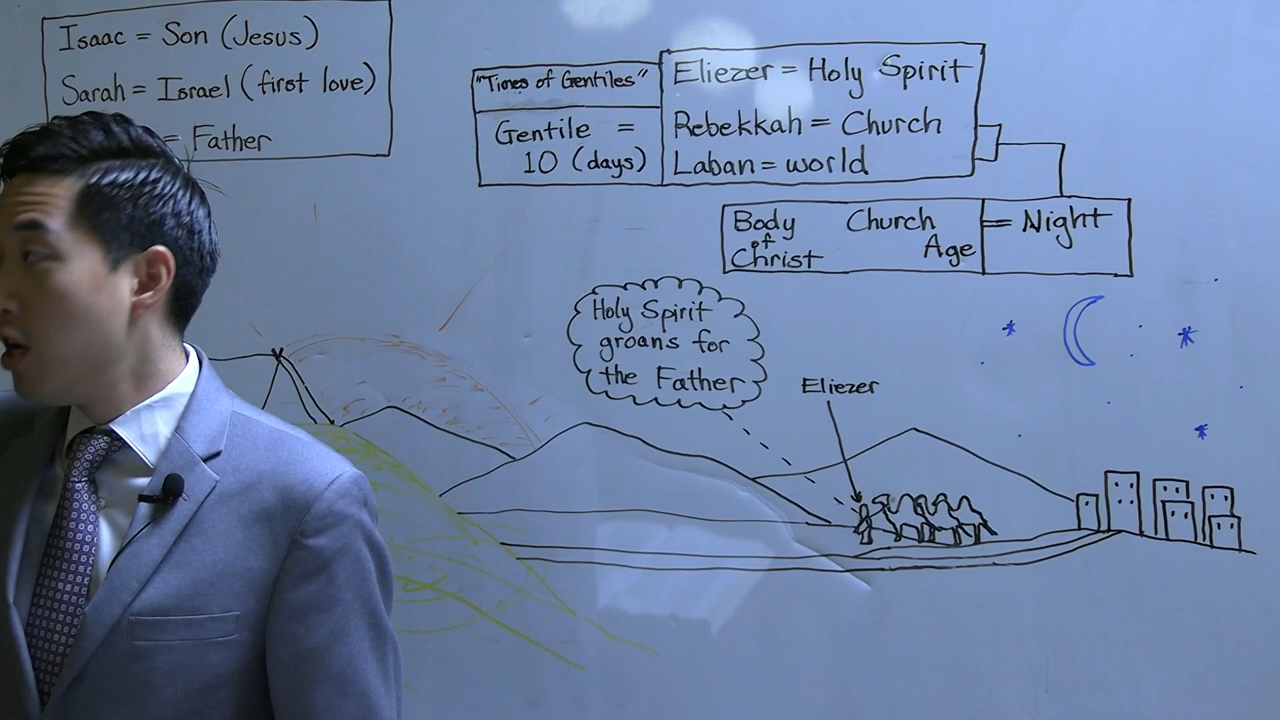 Isaac = Son (Jesus)
Sarah = Israel (first love)
= Father
"Times of Gentiles"
Gentile =
10 (days)
Eliezer = Holy Spirit
Rebekkah = Church
Laban = world
Body of Christ
Church Age
= Night
Holy Spirit
groans for
the Father
Eliezer